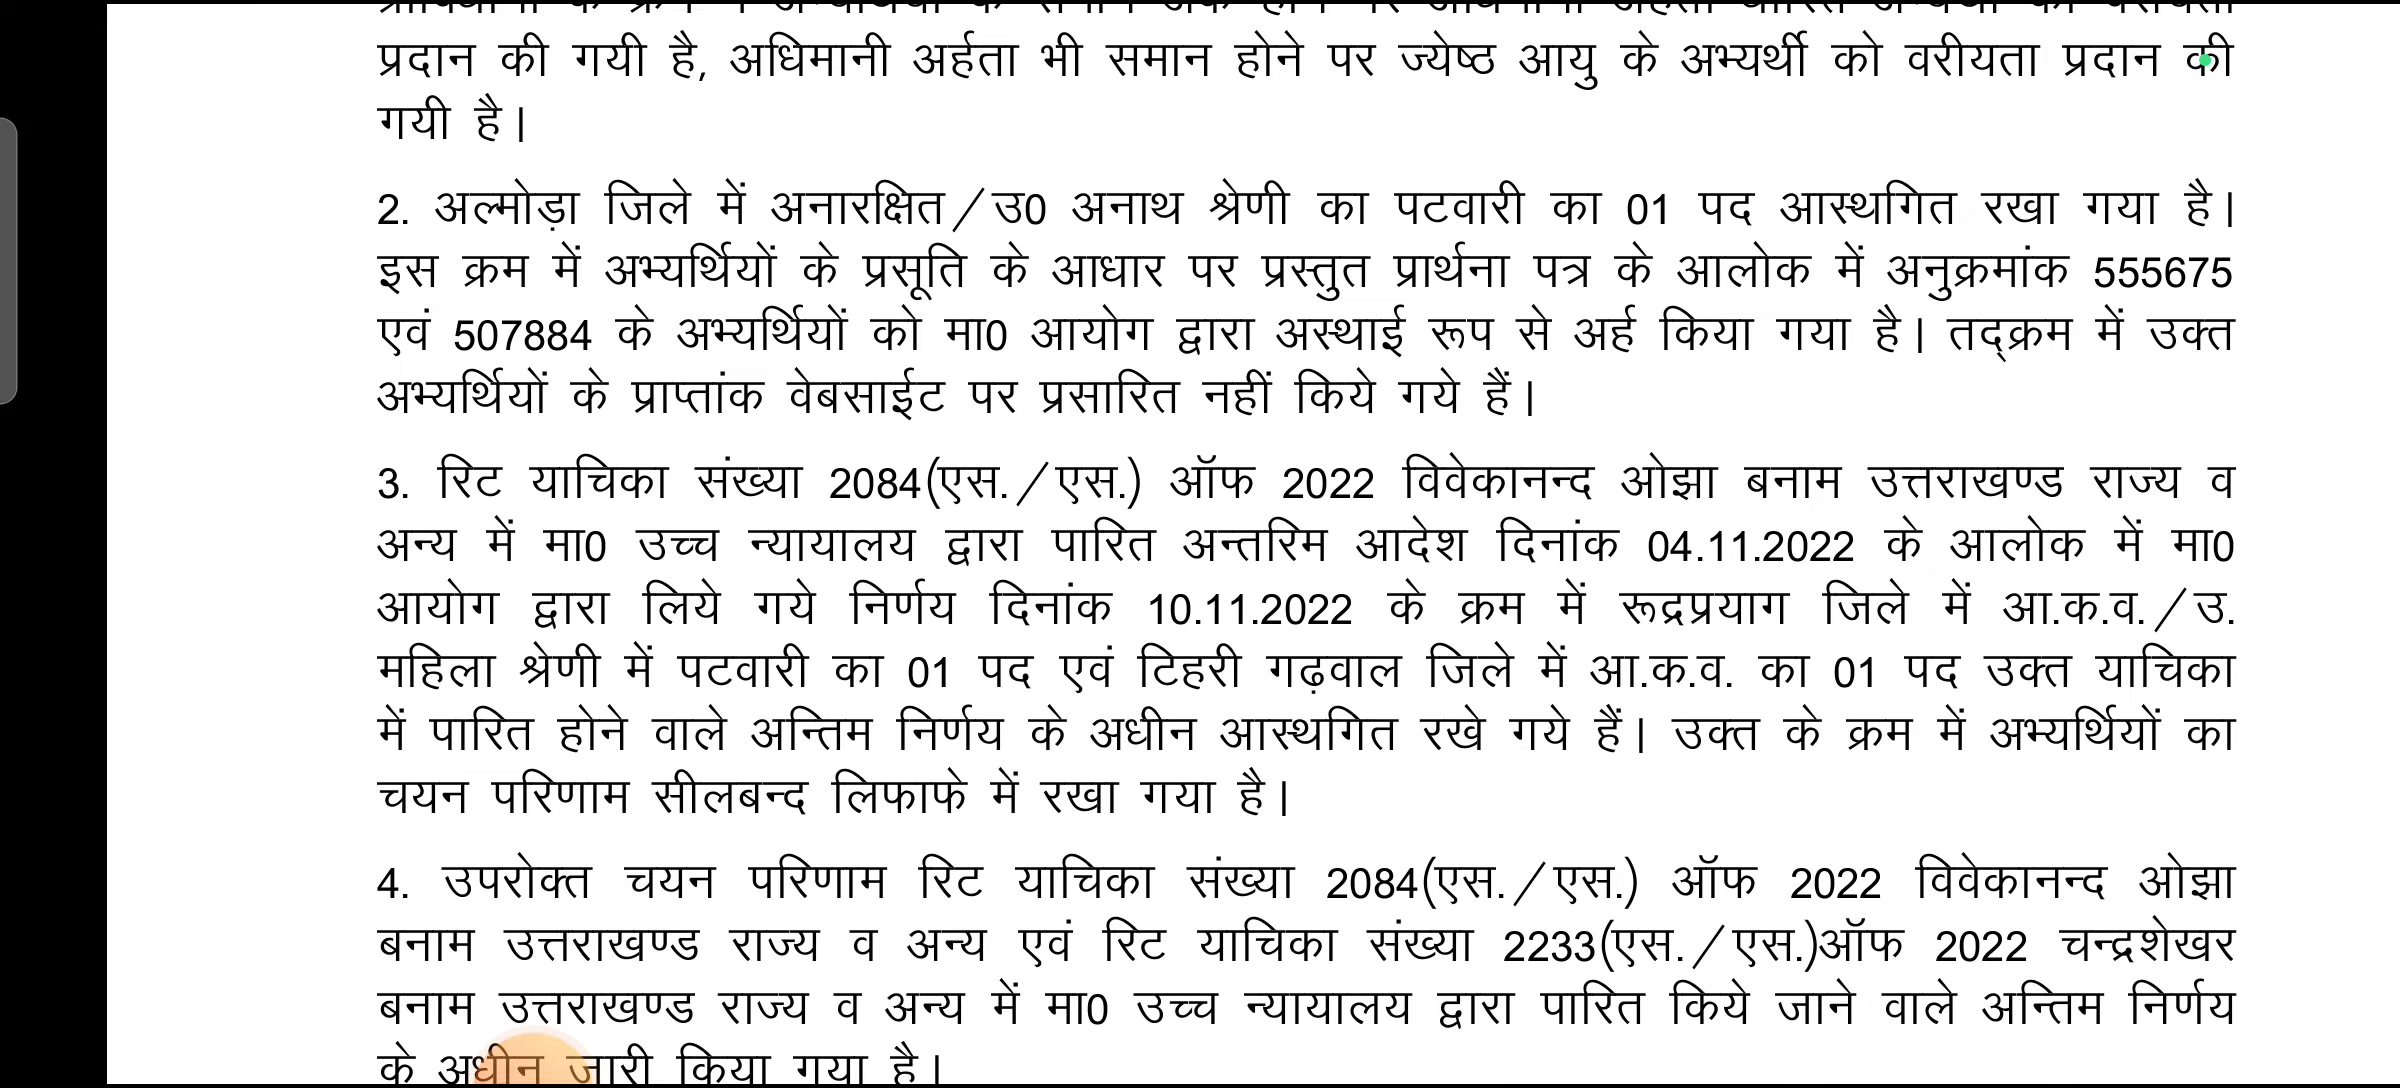 प्रदान की गयी है, अधिमानी अर्हता भी समान होने पर ज्येष्ठ आयु के अभ्यर्थी को वरीयता प्रदान की
गयी है।
2. अल्मोड़ा जिले में अनारक्षित/उ0 अनाथ श्रेणी का पटवारी का 01 पद आस्थगित रखा गया है।
इस क्रम में अभ्यर्थियों के प्रसूति के आधार पर प्रस्तुत प्रार्थना पत्र के आलोक में अनुक्रमांक 555675
एवं 507884 के अभ्यर्थियों को मा0 आयोग द्वारा अस्थाई रूप से अर्ह किया गया है। तद्क्रम में उक्त
अभ्यर्थियों के प्राप्तांक वेबसाईट पर प्रसारित नहीं किये गये हैं।
3. रिट याचिका संख्या 2084(एस./एस.) ऑफ 2022 विवेकानन्द ओझा बनाम उत्तराखण्ड राज्य व
अन्य में मा0 उच्च न्यायालय द्वारा पारित अन्तरिम आदेश दिनांक 04.11.2022 के आलोक में मा0
आयोग द्वारा लिये गये निर्णय दिनांक 10.11.2022 के क्रम में रूद्रप्रयाग जिले में आ.क.व./उ.
महिला श्रेणी में पटवारी का 01 पद एवं टिहरी गढ़वाल जिले में आ.क.व. का 01 पद उक्त याचिका
में पारित होने वाले अन्तिम निर्णय के अधीन आस्थगित रखे गये हैं। उक्त के क्रम में अभ्यर्थियों का
चयन परिणाम सीलबन्द लिफाफे में रखा गया है।
4. उपरोक्त चयन परिणाम रिट याचिका संख्या 2084(एस./एस.) ऑफ 2022 विवेकानन्द ओझा
बनाम उत्तराखण्ड राज्य व अन्य एवं रिट याचिका संख्या 2233(एस./एस.)ऑफ 2022 चन्द्रशेखर
बनाम उत्तराखण्ड राज्य व अन्य में मा0 उच्च न्यायालय द्वारा पारित किये जाने वाले अन्तिम निर्णय
के अधीन जारी किया गया है।